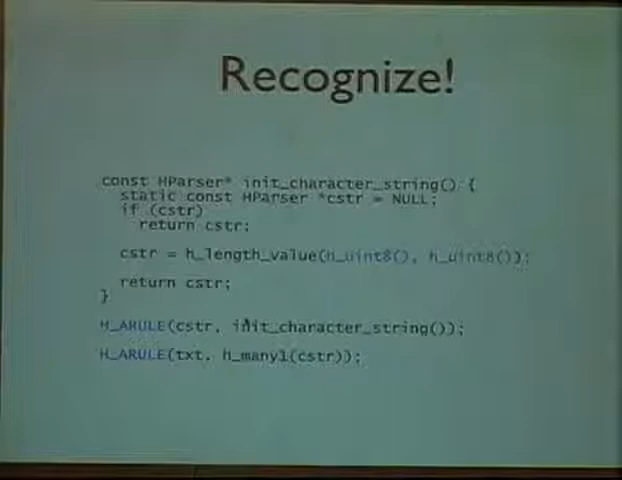 Recognize!
const HParser* init_character_string() {
static const HParser *cstr = NULL;
if (cstr)
return cstr;
cstr = h_length_value(h_uint8(), h_uint8());
return cstr;
}
H_ARULE(cstr, init_character_string());
H_ARULE(txt, h_many1(cstr));